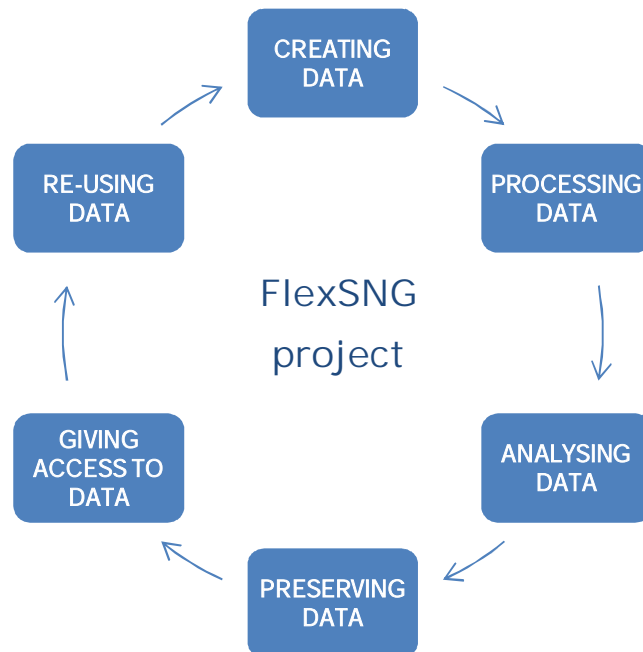 CREATING
DATA
PROCESSING
DATA
ANALYSING
DATA
PRESERVING
DATA
GIVING
ACCESS TO
DATA
RE-USING
DATA
FlexSNG
project